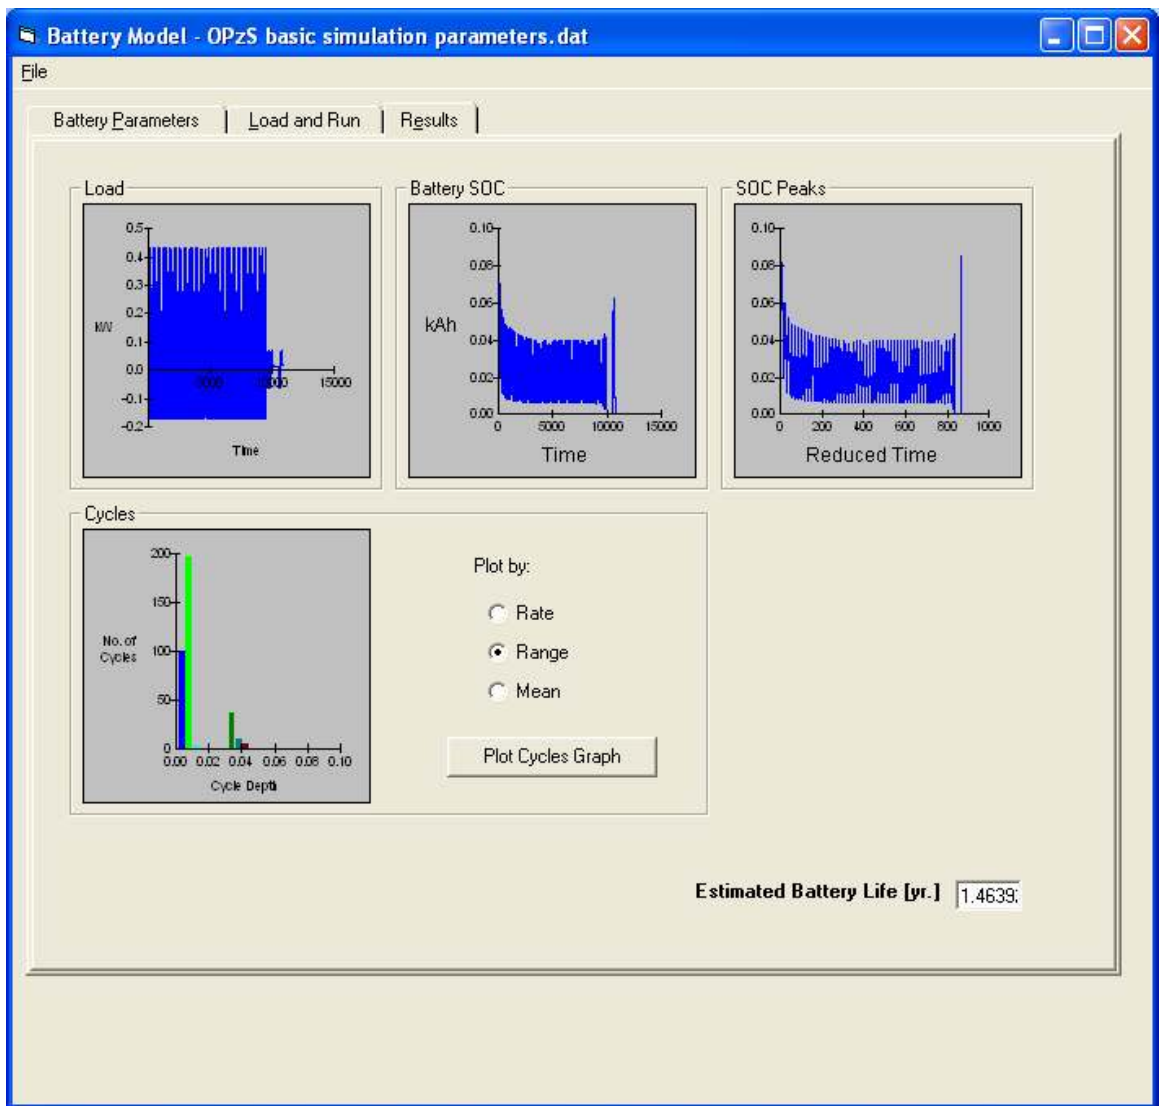 Battery Model - OPzS basic simulation parameters.dat
File
Battery Parameters
Load and Run
Results
Load
0.5
0.4
0.3
0.2
0.1
0.0
-0.1
-0.2
kW
15000
Time
Battery SOC
0.10
0.08
0.06
0.04
0.02
0.00
kAh
0 5000 10000 15000
Time
SOC Peaks
0.10
0.08
0.06
0.04
0.02
0.00
0 200 400 600 800 1000
Reduced Time
Cycles
200
150
100
50
0
No. of
Cycles
0.00 0.02 0.04 0.06 0.08 0.10
Cycle Depth
Plot by:
Rate
Range
Mean
Plot Cycles Graph
Estimated Battery Life [yr.] 1.4639